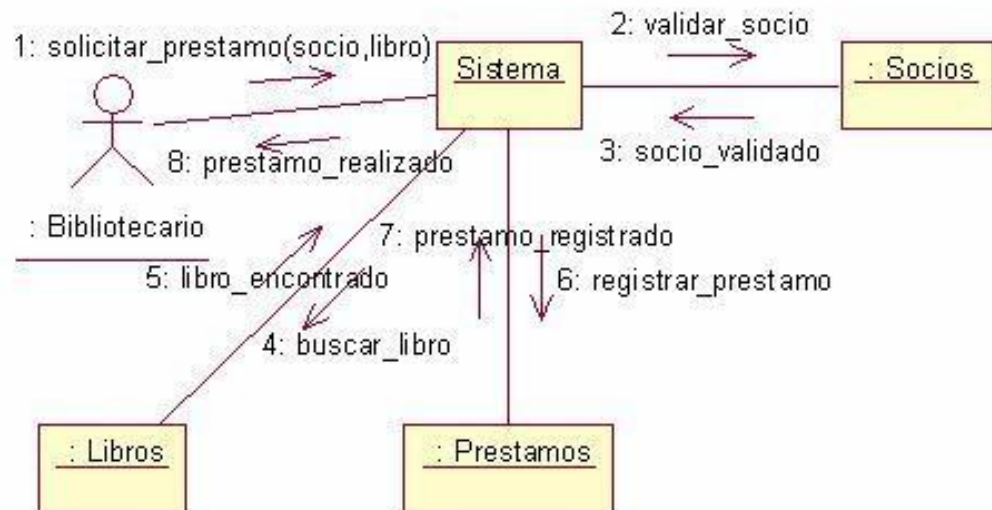 1: solicitar_prestamo(socio,libro)
2: validar_socio
Sistema
: Socios
3: socio_validado
8: prestamo_realizado
: Bibliotecario
7: prestamo_registrado
5: libro_encontrado
6: registrar_prestamo
4: buscar_libro
: Libros
: Prestamos